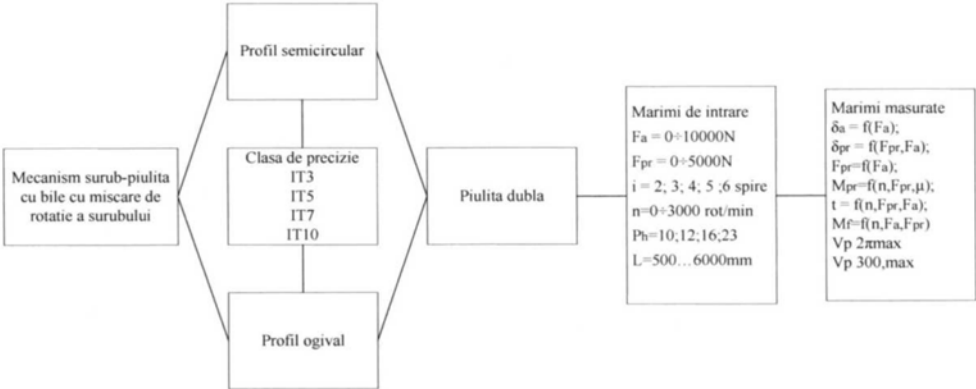 Mecanism surub-piulita
cu bile cu miscare de
rotatie a surubului
Profil semicircular
Clasa de precizie
IT3
IT5
IT7
IT10
Profil ogival
Piulita dubla
Marimi de intrare
Fa = 0÷10000N
Fpr = 0÷5000N
i = 2; 3; 4; 5 ;6 spire
n=0÷3000 rot/min
Ph=10;12;16;23
L=500…6000mm
Marimi masurate
δa = f(Fa);
δpr = f(Fpr,Fa);
Fpr=f(Fa);
Mpr=f(n,Fpr,μ);
t = f(n,Fpr,Fa);
Mf=f(n,Fa,Fpr)
Vp 2πmax
Vp 300,max